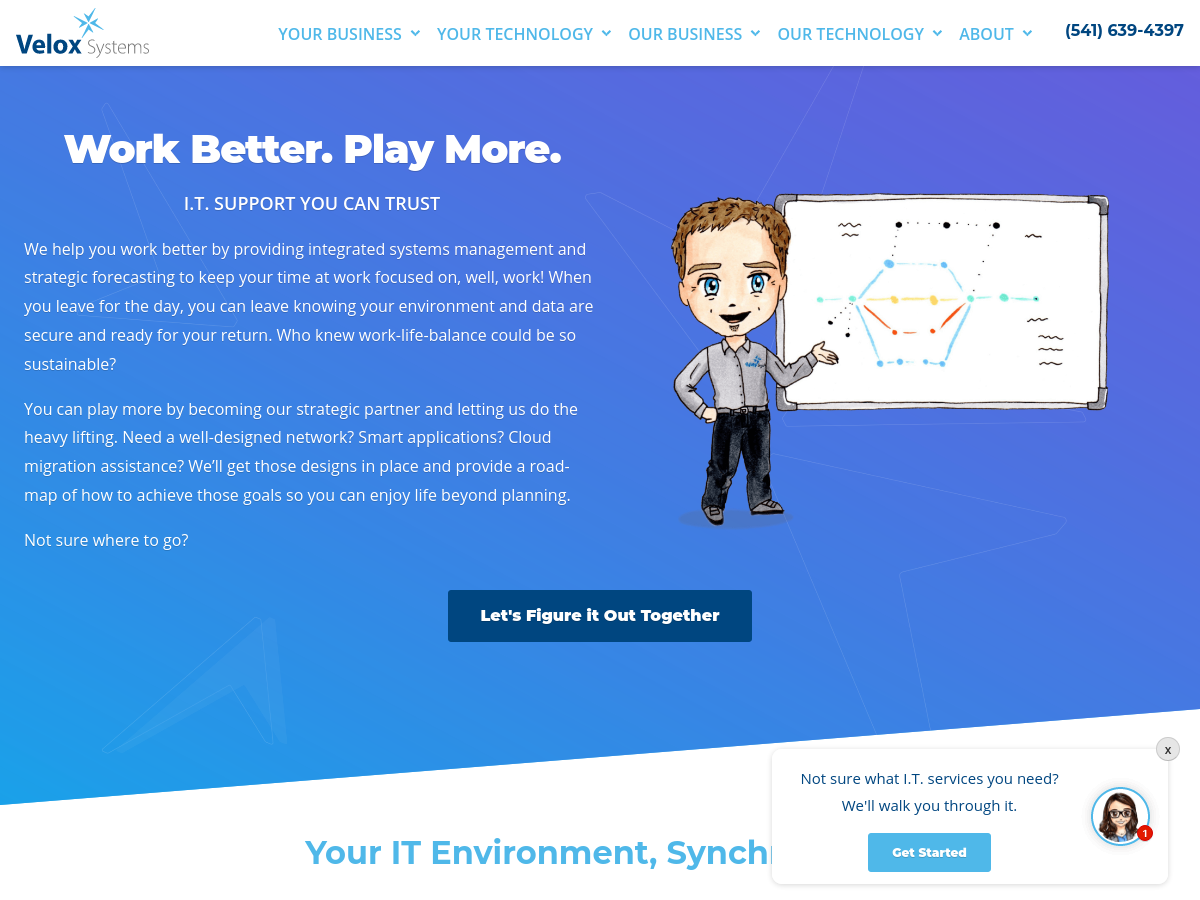 Velox Systems
YOUR BUSINESS
YOUR TECHNOLOGY
OUR BUSINESS
OUR TECHNOLOGY
ABOUT
(541) 639-4397
Work Better. Play More.
I.T. SUPPORT YOU CAN TRUST
We help you work better by providing integrated systems management and
strategic forecasting to keep your time at work focused on, well, work! When
you leave for the day, you can leave knowing your environment and data are
secure and ready for your return. Who knew work-life-balance could be so
sustainable?
You can play more by becoming our strategic partner and letting us do the
heavy lifting. Need a well-designed network? Smart applications? Cloud
migration assistance? We’ll get those designs in place and provide a road-
map of how to achieve those goals so you can enjoy life beyond planning.
Not sure where to go?
Let's Figure it Out Together
x
Not sure what I.T. services you need?
We'll walk you through it.
1
Get Started
Your IT Environment,